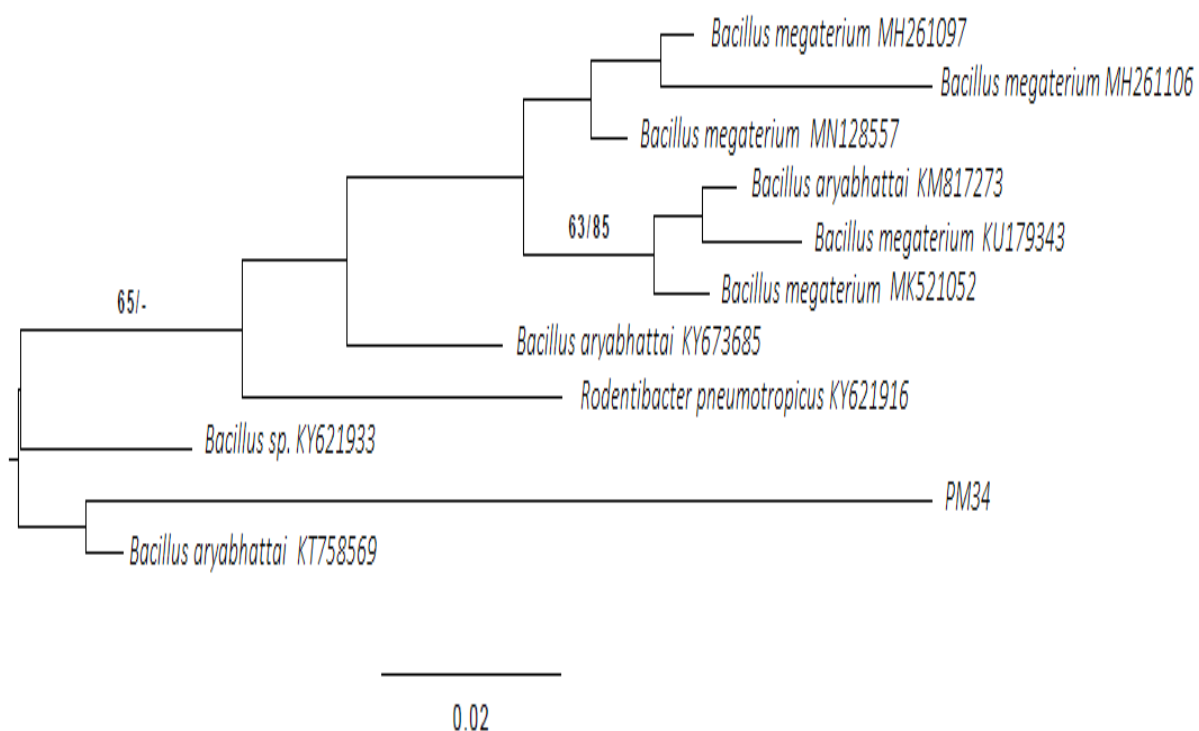 Bacillus megaterium MH261097
Bacillus megaterium MH261106
Bacillus megaterium MN128557
Bacillus aryabhattai KM817273
63/85
Bacillus megaterium KU179343
Bacillus megaterium MK521052
65/-
Bacillus aryabhattai KY673685
Rodentibacter pneumotropicus KY621916
Bacillus sp. KY621933
PM34
Bacillus aryabhattai KT758569
0.02